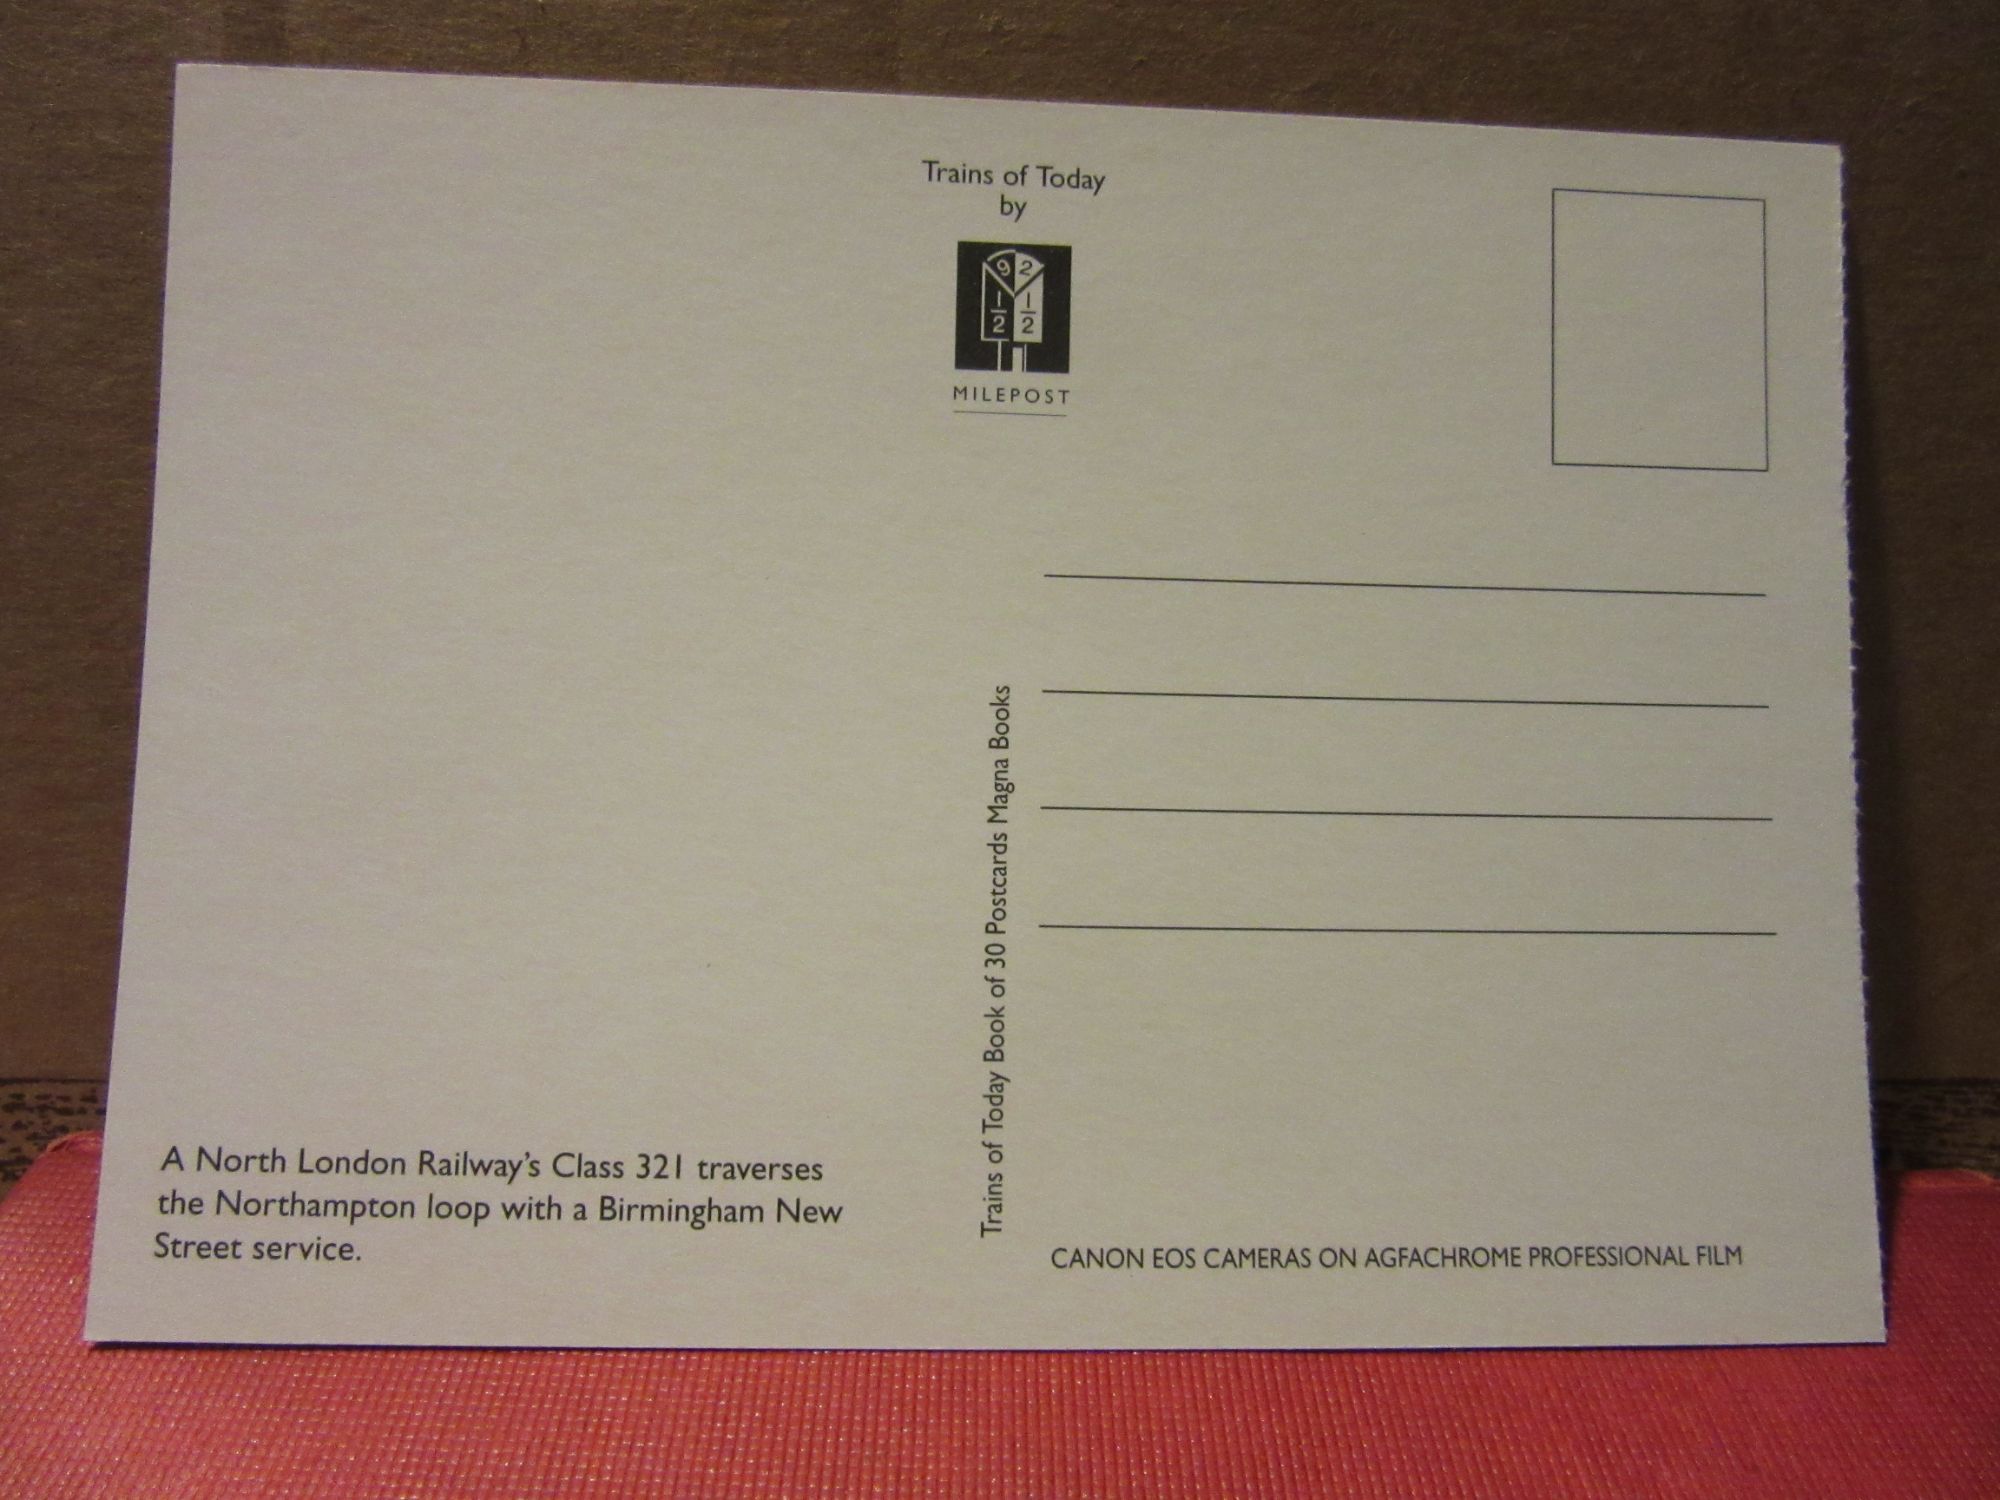 Trains of Today
by
9 2
1 1
2 2
MILEPOST
Trains of Today Book of 30 Postcards Magna Books
A North London Railway's Class 321 traverses
the Northampton loop with a Birmingham New
Street service.
CANON EOS CAMERAS ON AGFACHROME PROFESSIONAL FILM